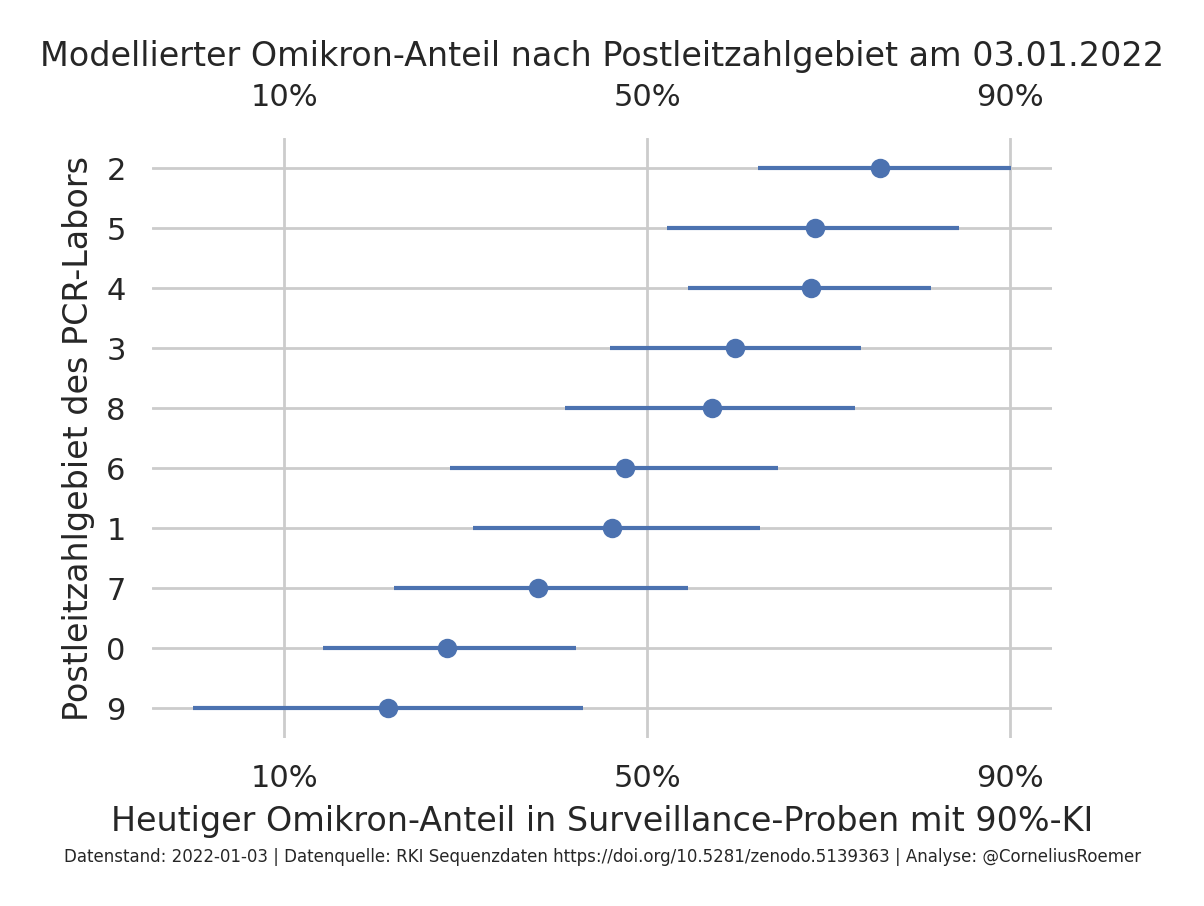 Modellierter Omikron-Anteil nach Postleitzahlgebiet am 03.01.2022
10% 50% 90%
Postleitzahlgebiet des PCR-Labors
2
5
4
3
8
6
1
7
0
9
10% 50% 90%
Heutiger Omikron-Anteil in Surveillance-Proben mit 90%-KI
Datenstand: 2022-01-03 | Datenquelle: RKI Sequenzdaten https://doi.org/10.5281/zenodo.5139363 | Analyse: @CorneliusRoemer